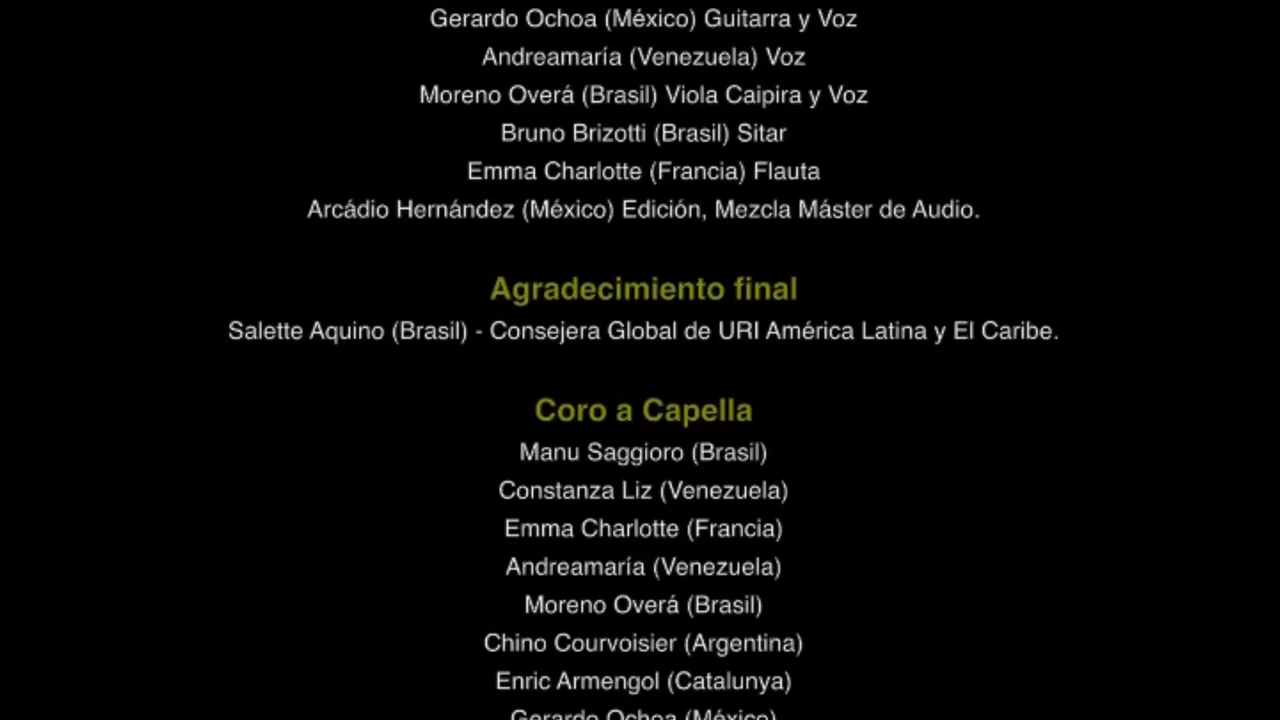 Gerardo Ochoa (México) Guitarra y Voz
Andreamaría (Venezuela) Voz
Moreno Overá (Brasil) Viola Caipira y Voz
Bruno Brizotti (Brasil) Sitar
Emma Charlotte (Francia) Flauta
Arcádio Hernández (México) Edición, Mezcla Máster de Audio.
Agradecimiento final
Salette Aquino (Brasil) - Consejera Global de URI América Latina y El Caribe.
Coro a Capella
Manu Saggioro (Brasil)
Constanza Liz (Venezuela)
Emma Charlotte (Francia)
Andreamaría (Venezuela)
Moreno Overá (Brasil)
Chino Courvoisier (Argentina)
Enric Armengol (Catalunya)
Gerardo Ochoa (México)